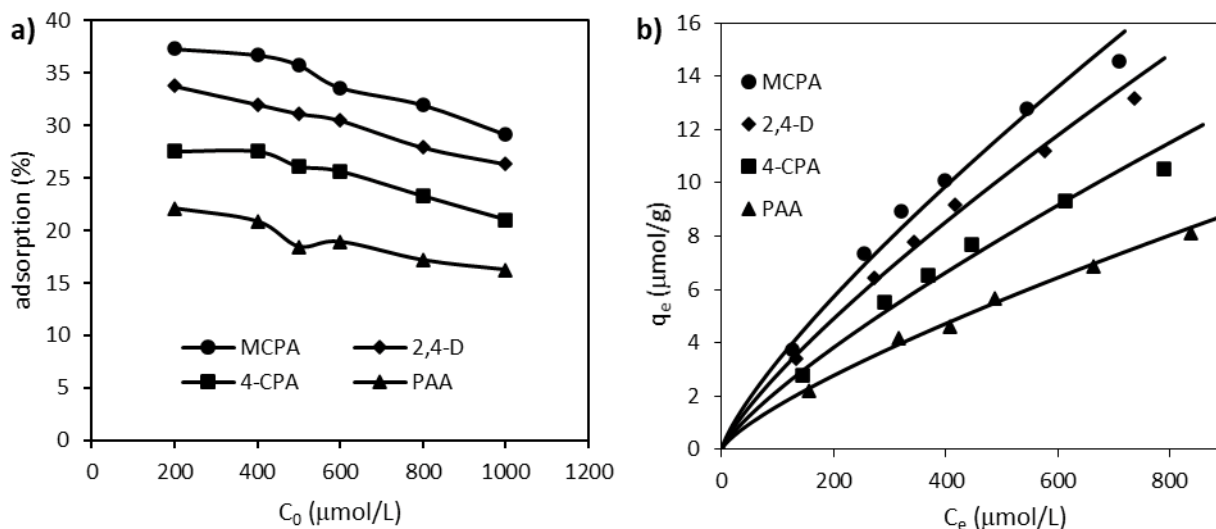 a)
adsorption (%)
40
35
30
25
20
15
10
5
0
MCPA
2,4-D
4-CPA
PAA
0
200
400
600
800
1000
1200
C₀ (μmol/L)
b)
qₑ (μmol/g)
16
14
12
10
8
6
4
2
0
MCPA
2,4-D
4-CPA
PAA
0
200
400
600
800
Cₑ (μmol/L)